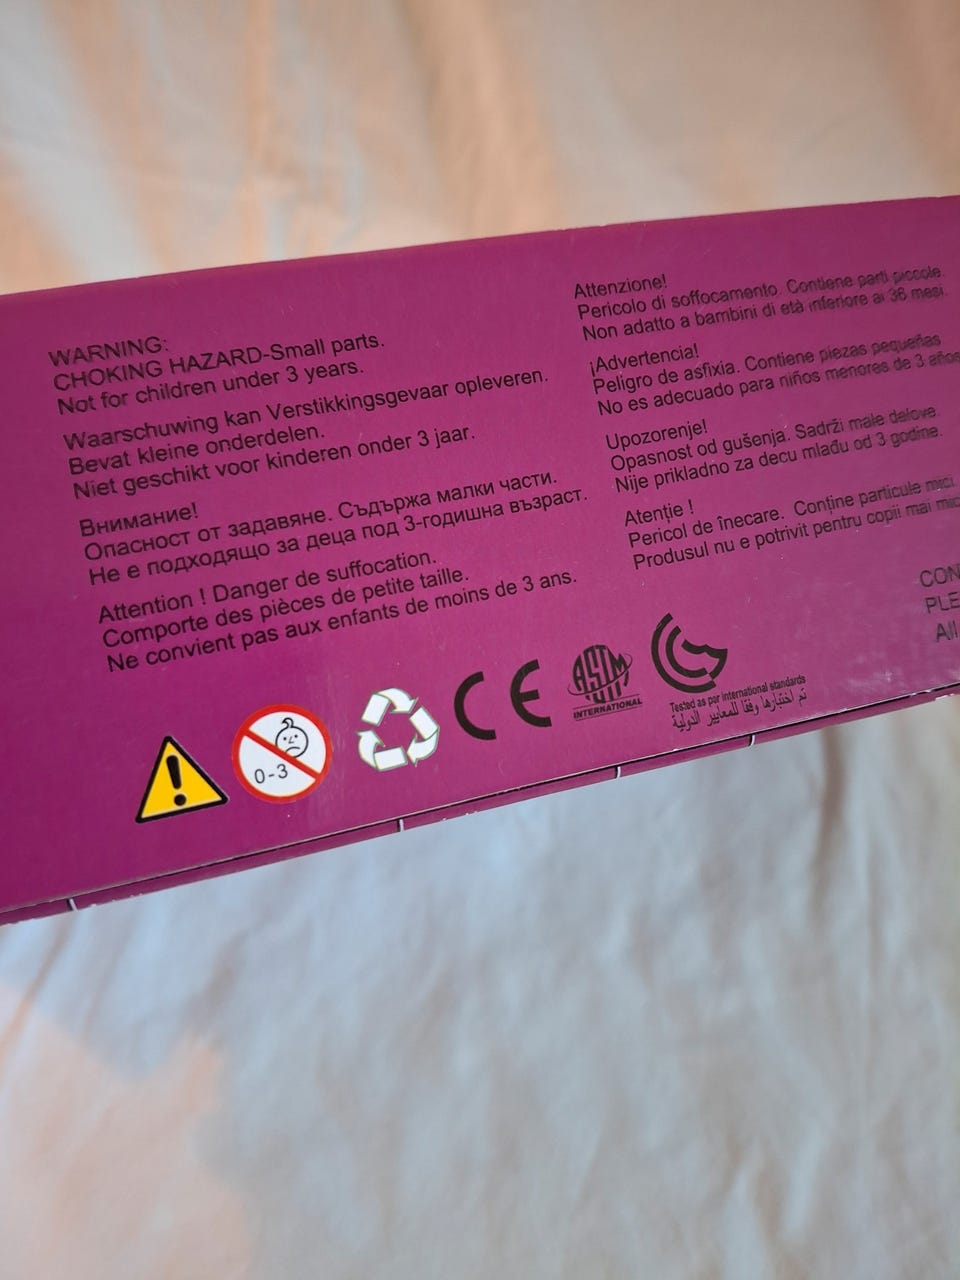 WARNING:
CHOKING HAZARD-Small parts.
Not for children under 3 years.
Waarschuwing kan Verstikkingsgevaar opleveren.
Bevat kleine onderdelen.
Niet geschikt voor kinderen onder 3 jaar.
Внимание!
Опасност от задавяне. Съдържа малки части.
Не е подходящо за деца под 3-годишна възраст.
Attention ! Danger de suffocation.
Comporte des pièces de petite taille.
Ne convient pas aux enfants de moins de 3 ans.
Attenzione!
Pericolo di soffocamento. Contiene parti piccole.
Non adatto a bambini di età inferiore ai 36 mesi.
¡Advertencia!
Peligro de asfixia. Contiene piezas pequeñas
No es adecuado para niños menores de 3 años
Upozorenje!
Opasnost od gušenja. Sadrži male delove.
Nije prikladno za decu mlađu od 3 godine.
Atenție !
Pericol de înecare. Conține particule mici.
Produsul nu e potrivit pentru copii mai mici
CON
PLE
All
0-3
CE
ASTM
INTERNATIONAL
Tested as per international standards
تم اختبارها وفقا للمعايير الدولية